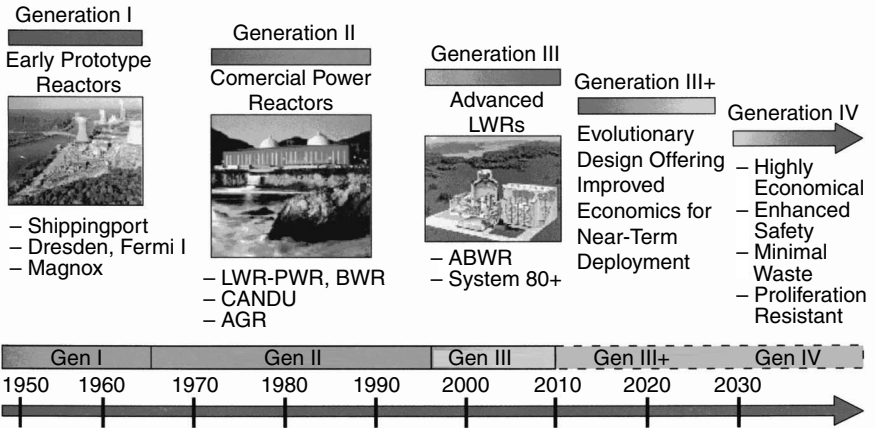 Generation I
Early Prototype
Reactors
– Shippingport
– Dresden, Fermi I
– Magnox
Generation II
Comercial Power
Reactors
– LWR-PWR, BWR
– CANDU
– AGR
Generation III
Advanced
LWRs
– ABWR
– System 80+
Generation III+
Evolutionary
Design Offering
Improved
Economics for
Near-Term
Deployment
Generation IV
– Highly
Economical
– Enhanced
Safety
– Minimal
Waste
– Proliferation
Resistant
Gen I Gen II Gen III Gen III+ Gen IV
1950 1960 1970 1980 1990 2000 2010 2020 2030